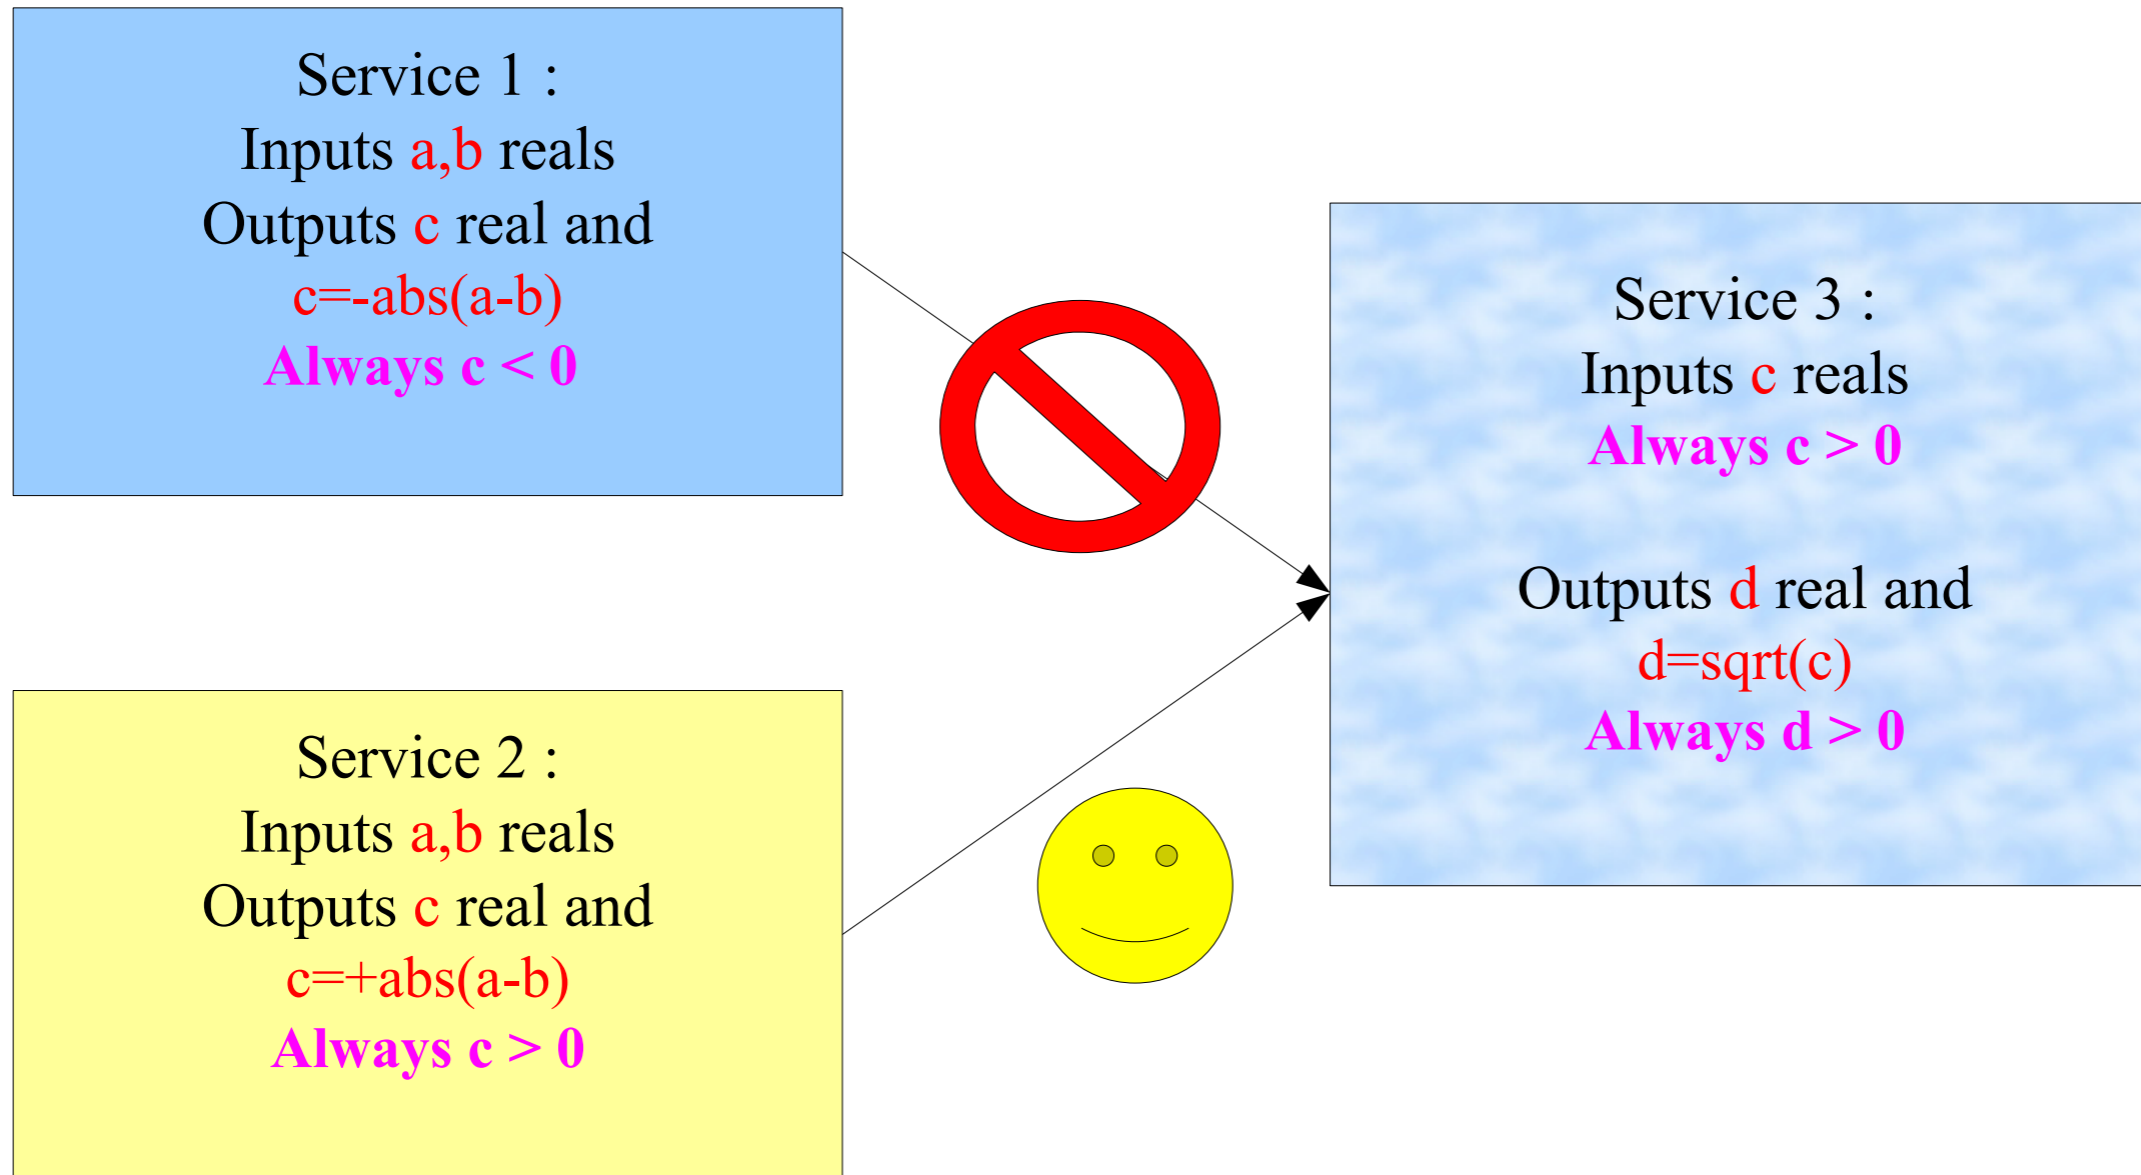 Service 1 :
Inputs a,b reals
Outputs c real and
c=-abs(a-b)
Always c < 0
Service 2 :
Inputs a,b reals
Outputs c real and
c=+abs(a-b)
Always c > 0
Service 3 :
Inputs c reals
Always c > 0
Outputs d real and
d=sqrt(c)
Always d > 0